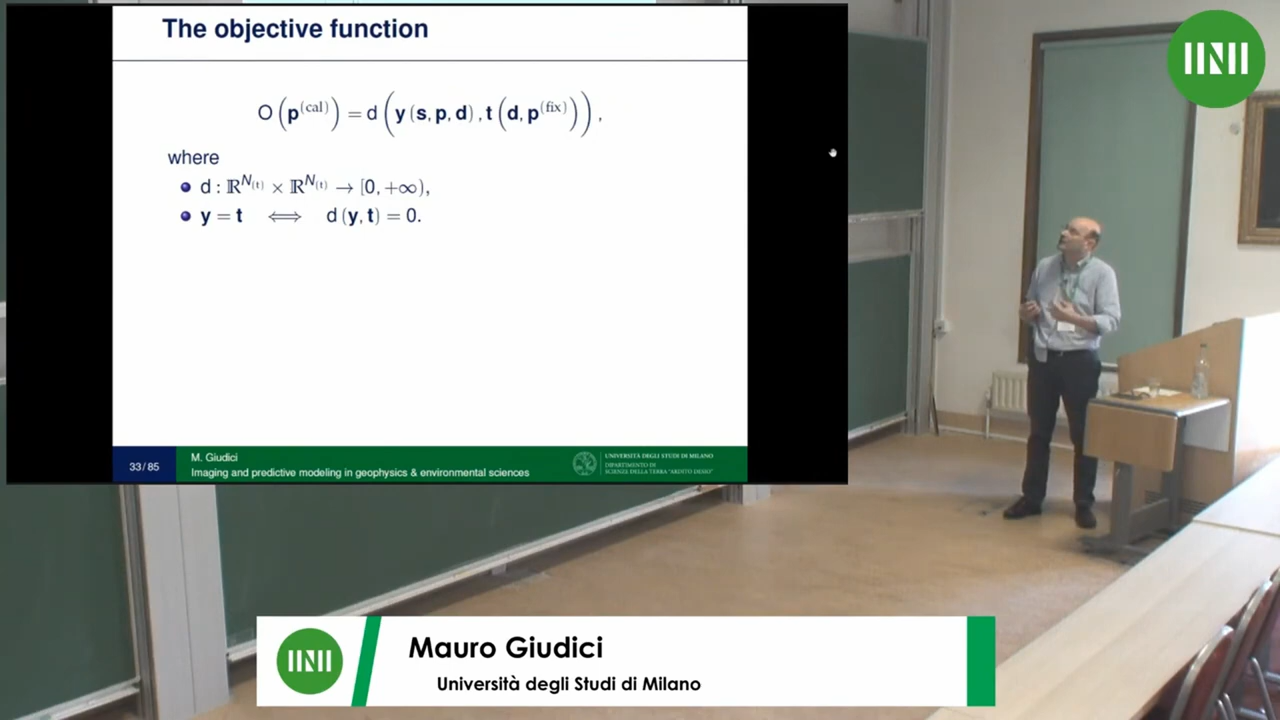 The objective function
O(p^(cal)) = d(y(s, p, d), t(d, p^(fix))),
where
d : ℝ^N_(t) × ℝ^N_(t) → [0, +∞),
y = t ⟺ d(y, t) = 0.
33 / 85
M. Giudici
Imaging and predictive modeling in geophysics & environmental sciences
UNIVERSITÀ DEGLI STUDI DI MILANO
DIPARTIMENTO DI
SCIENZE DELLA TERRA "ARDITO DESIO"
Mauro Giudici
Università degli Studi di Milano